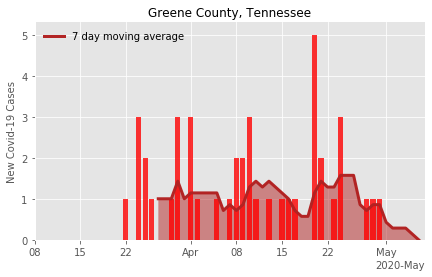 Greene County, Tennessee
7 day moving average
New Covid-19 Cases
5
4
3
2
1
0
08 15 22 Apr 08 15 22 May
2020-May